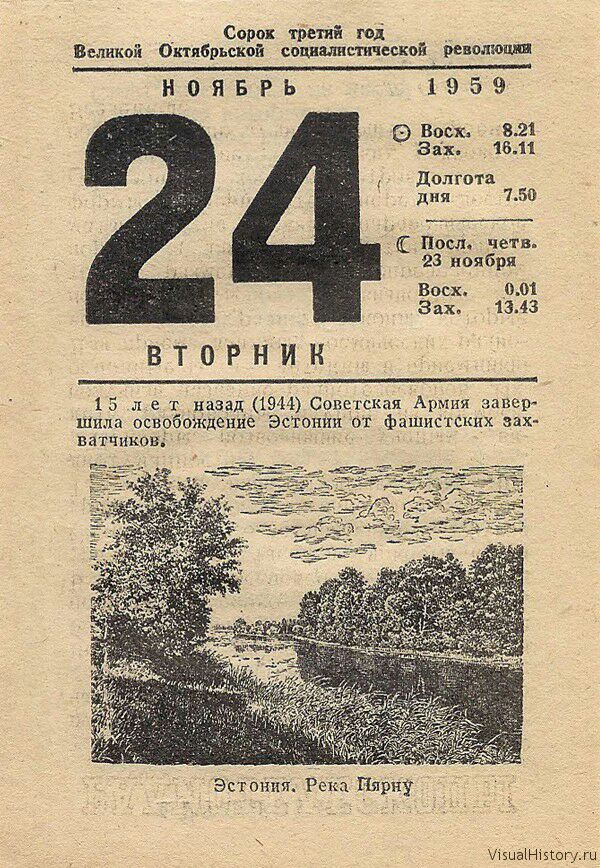 Сорок третий год
Великой Октябрьской социалистической революции
НОЯБРЬ 1959
24
Восх. 8.21
Зах. 16.11
Долгота
дня 7.50
Посл. четв.
23 ноября
Восх. 0.01
Зах. 13.43
ВТОРНИК
15 лет назад (1944) Советская Армия завер-
шила освобождение Эстонии от фашистских зах-
ватчиков.
Эстония. Река Пярну
VisualHistory.ru